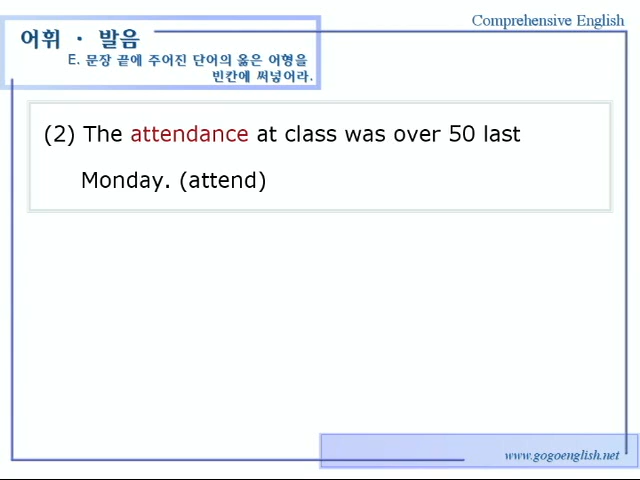 Comprehensive English
어휘 · 발음
E. 문장 끝에 주어진 단어의 옳은 어형을
빈칸에 써넣어라.
(2) The attendance at class was over 50 last
Monday. (attend)
www.gogoenglish.net